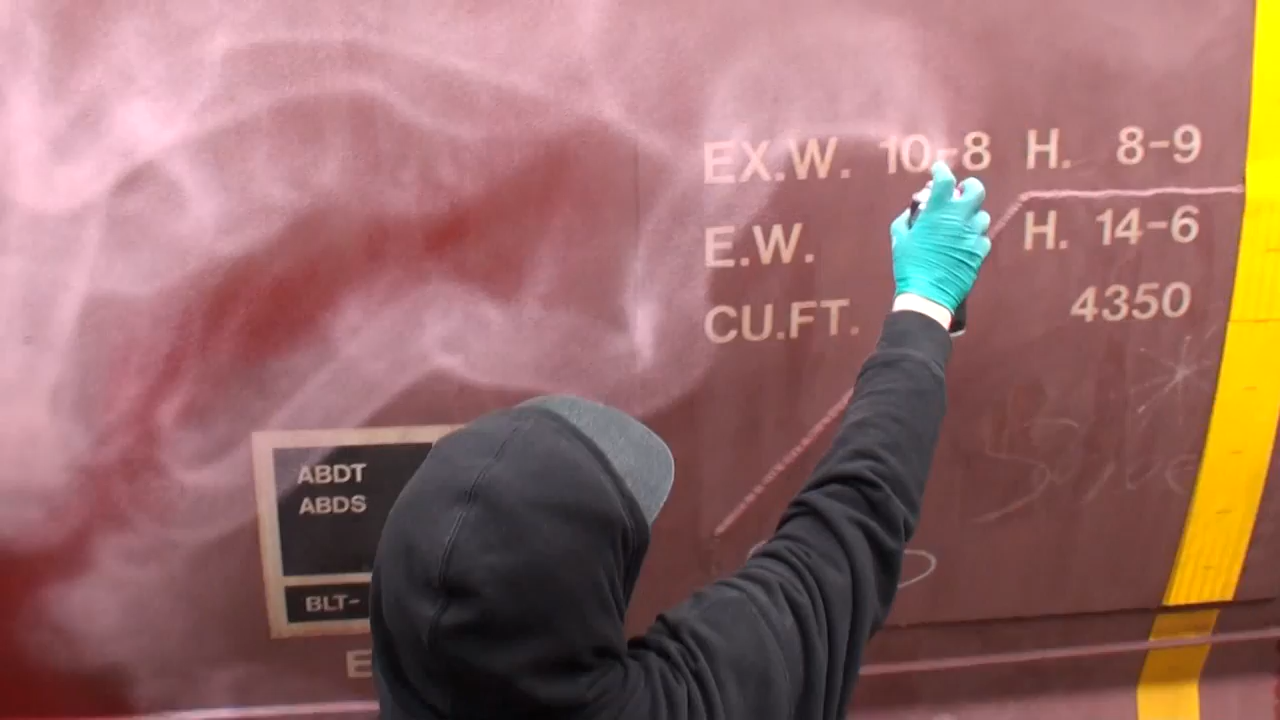 EX.W. 10-8 H. 8-9
E.W. H. 14-6
CU.FT. 4350
ABDT
ABDS
BLT-
E